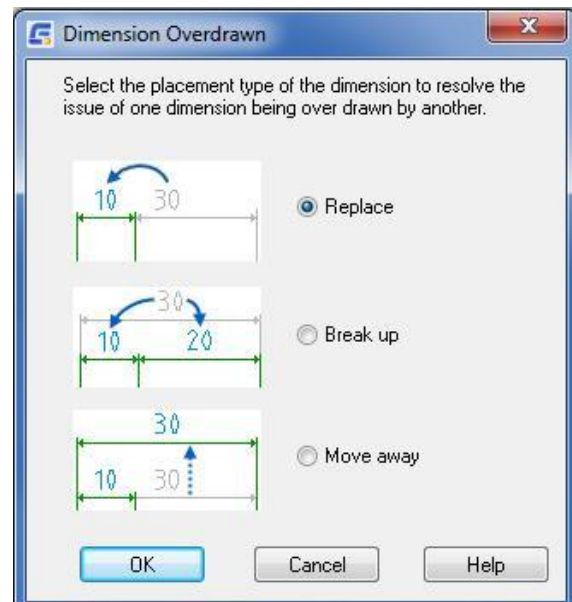 Dimension Overdrawn
Select the placement type of the dimension to resolve the
issue of one dimension being over drawn by another.
10 30
Replace
30
10 20
Break up
30
10 30
Move away
OK Cancel Help